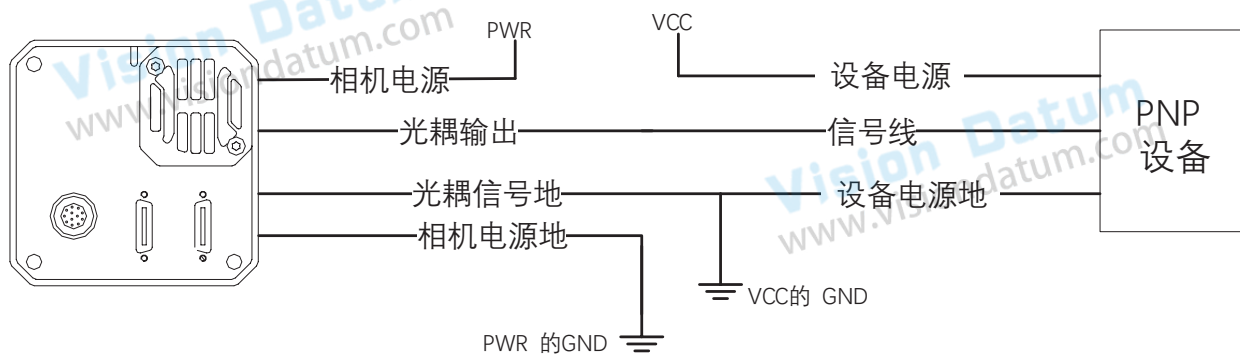 Vision Datum
www.visiondatum.com
PWR
VCC
相机电源
设备电源
光耦输出
信号线
PNP
设备
Vision Datum
www.visiondatum.com
光耦信号地
设备电源地
相机电源地
VCC的 GND
PWR 的GND